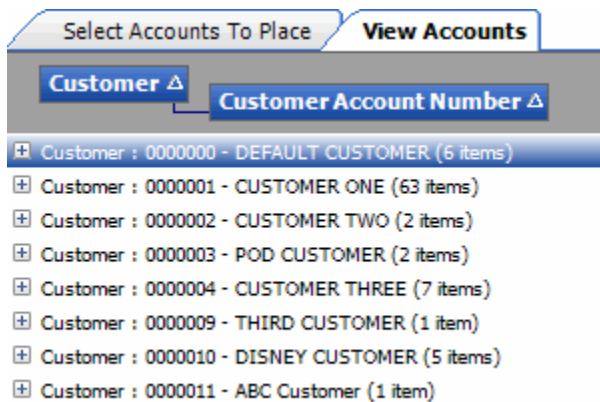 Select Accounts To Place View Accounts
Customer
Customer Account Number
Customer : 0000000 - DEFAULT CUSTOMER (6 items)
Customer : 0000001 - CUSTOMER ONE (63 items)
Customer : 0000002 - CUSTOMER TWO (2 items)
Customer : 0000003 - POD CUSTOMER (2 items)
Customer : 0000004 - CUSTOMER THREE (7 items)
Customer : 0000009 - THIRD CUSTOMER (1 item)
Customer : 0000010 - DISNEY CUSTOMER (5 items)
Customer : 0000011 - ABC Customer (1 item)